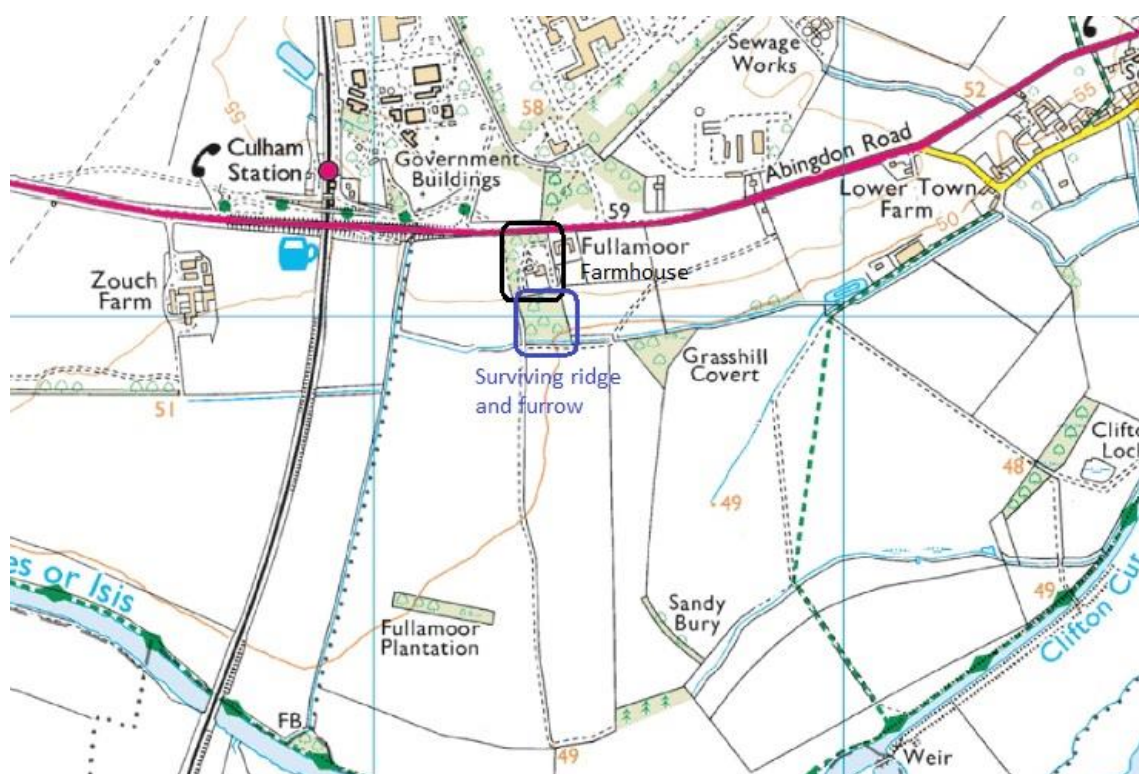 Sewage
Works
55
Culham
Station
58
52
55
Government
Buildings
Abingdon Road
Lower Town
Farm
59
50
Fullamoor
Farmhouse
Zouch
Farm
Grasshill
Covert
Surviving ridge
and furrow
51
Clifto
Lock
48
49
es or Isis
Sandy
Bury
49
Fullamoor
Plantation
Clifton Cut
FB
49
Weir